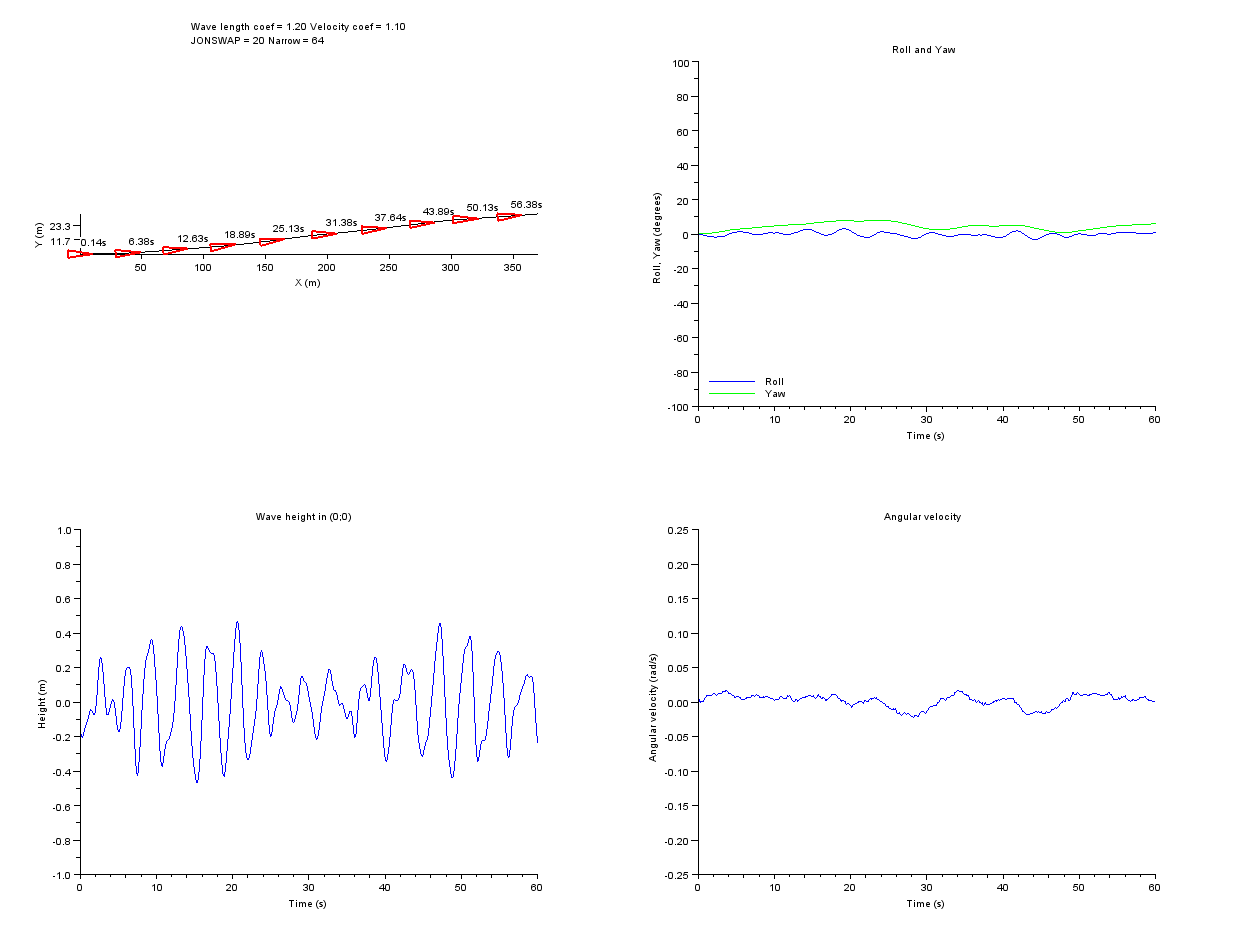 Wave length coef = 1.20 Velocity coef = 1.10
JONSWAP = 20 Narrow = 64
Y (m)
23.3
11.7
0.14s
6.38s
12.63s
18.89s
25.13s
31.38s
37.64s
43.89s
50.13s
56.38s
50
100
150
200
250
300
350
X (m)
Roll and Yaw
Roll, Yaw (degrees)
100
80
60
40
20
0
-20
-40
-60
-80
-100
Roll
Yaw
0
10
20
30
40
50
60
Time (s)
Wave height in (0;0)
Height (m)
1.0
0.8
0.6
0.4
0.2
0.0
-0.2
-0.4
-0.6
-0.8
-1.0
0
10
20
30
40
50
60
Time (s)
Angular velocity
Angular velocity (rad/s)
0.25
0.20
0.15
0.10
0.05
0.00
-0.05
-0.10
-0.15
-0.20
-0.25
0
10
20
30
40
50
60
Time (s)